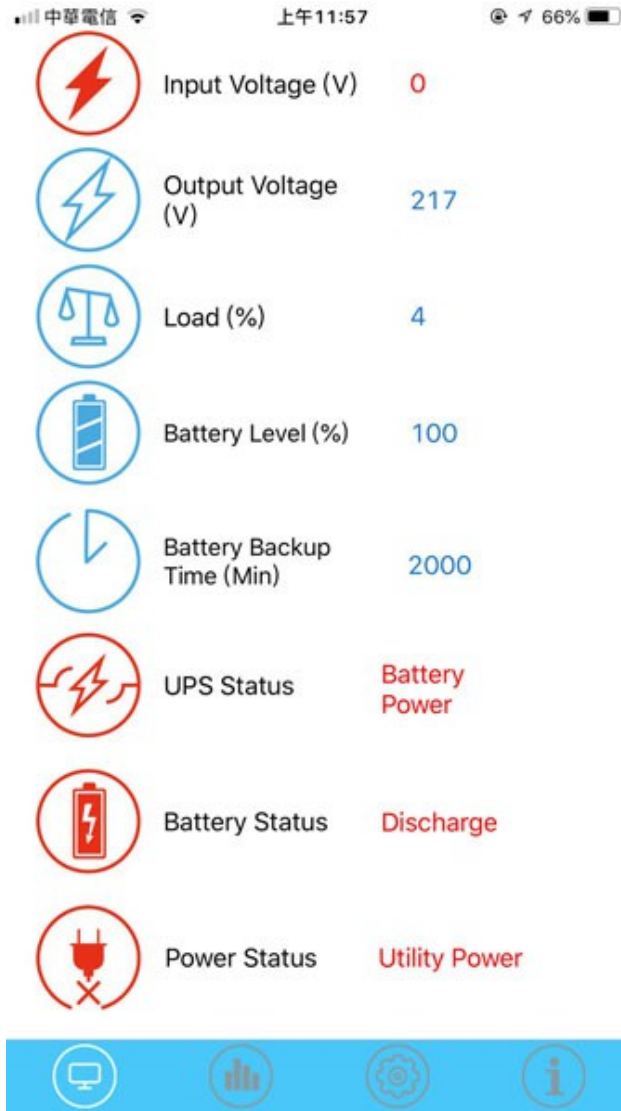 中華電信 上午11:57 66%
Input Voltage (V) 0
Output Voltage
(V) 217
Load (%) 4
Battery Level (%) 100
Battery Backup
Time (Min) 2000
UPS Status Battery
Power
Battery Status Discharge
Power Status Utility Power